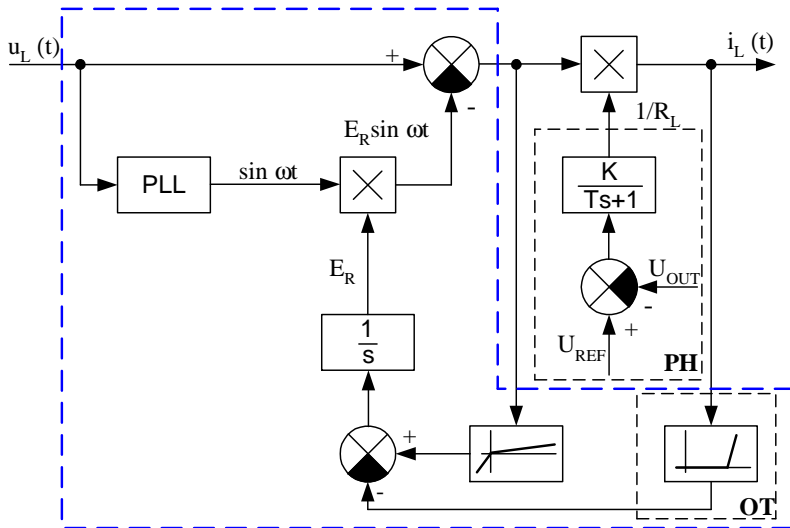 u_L (t)
i_L (t)
+
-
1/R_L
E_R sin ωt
PLL
sin ωt
K
Ts+1
E_R
U_OUT
-
+
U_REF
PH
1
s
+
-
OT